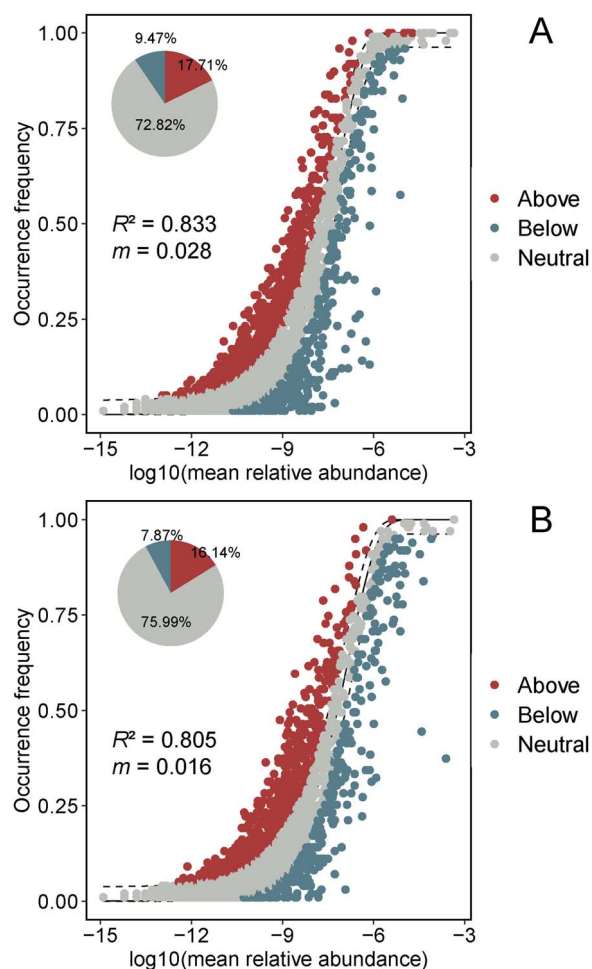 A
1.00
0.75
0.50
0.25
0.00
Occurrence frequency
9.47%
17.71%
72.82%
R² = 0.833
m = 0.028
Above
Below
Neutral
−15
−12
−9
−6
−3
log10(mean relative abundance)
B
1.00
0.75
0.50
0.25
0.00
Occurrence frequency
7.87%
16.14%
75.99%
R² = 0.805
m = 0.016
Above
Below
Neutral
−15
−12
−9
−6
−3
log10(mean relative abundance)